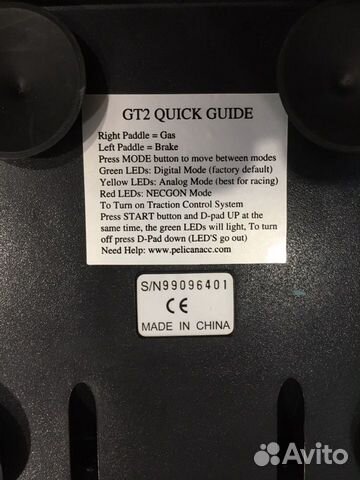 GT2 QUICK GUIDE
Right Paddle = Gas
Left Paddle = Brake
Press MODE button to move between modes
Green LEDs: Digital Mode (factory default)
Yellow LEDs: Analog Mode (best for racing)
Red LEDs: NECGON Mode
To Turn on Traction Control System
Press START button and D-pad UP at the
same time, the green LEDs will light, To turn
off press D-Pad down (LED'S go out)
Need Help: www.pelicanacc.com
S/N99096401
CE
MADE IN CHINA
Avito